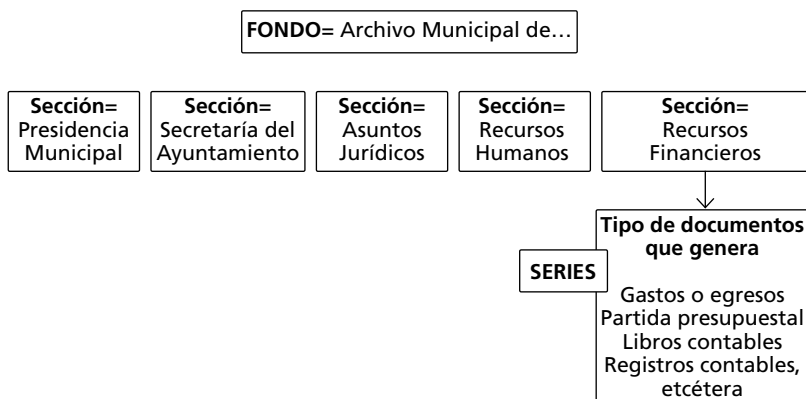 FONDO= Archivo Municipal de…
Sección=
Presidencia
Municipal
Sección=
Secretaría del
Ayuntamiento
Sección=
Asuntos
Jurídicos
Sección=
Recursos
Humanos
Sección=
Recursos
Financieros
SERIES
Tipo de documentos
que genera
Gastos o egresos
Partida presupuestal
Libros contables
Registros contables,
etcétera